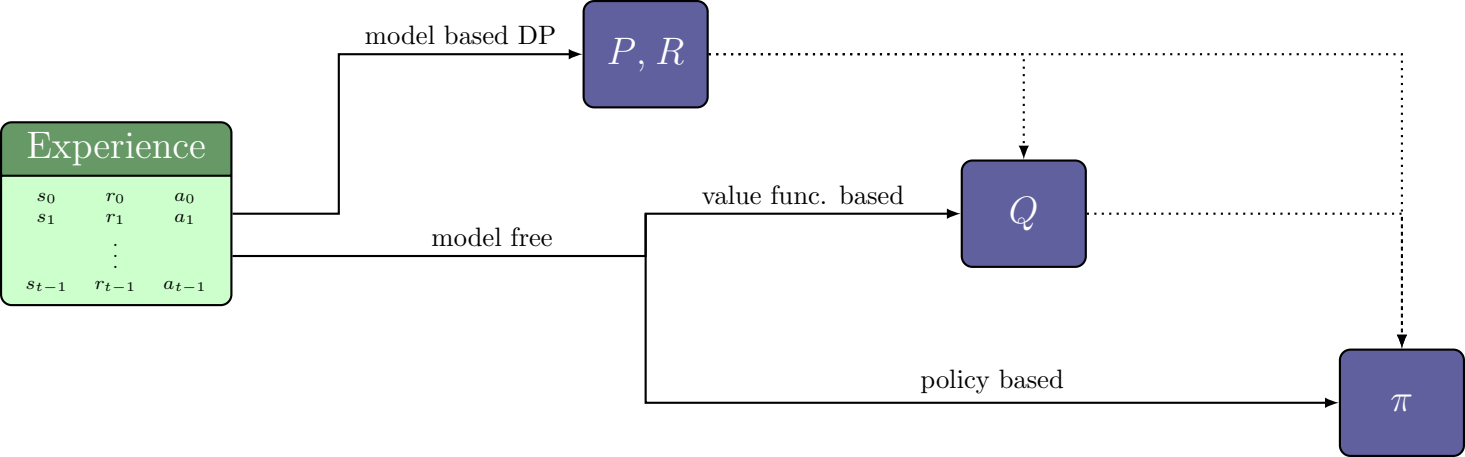 model based DP
P, R
Experience
s₀ r₀ a₀
s₁ r₁ a₁
⋮
sₜ₋₁ rₜ₋₁ aₜ₋₁
value func. based
Q
model free
policy based
π